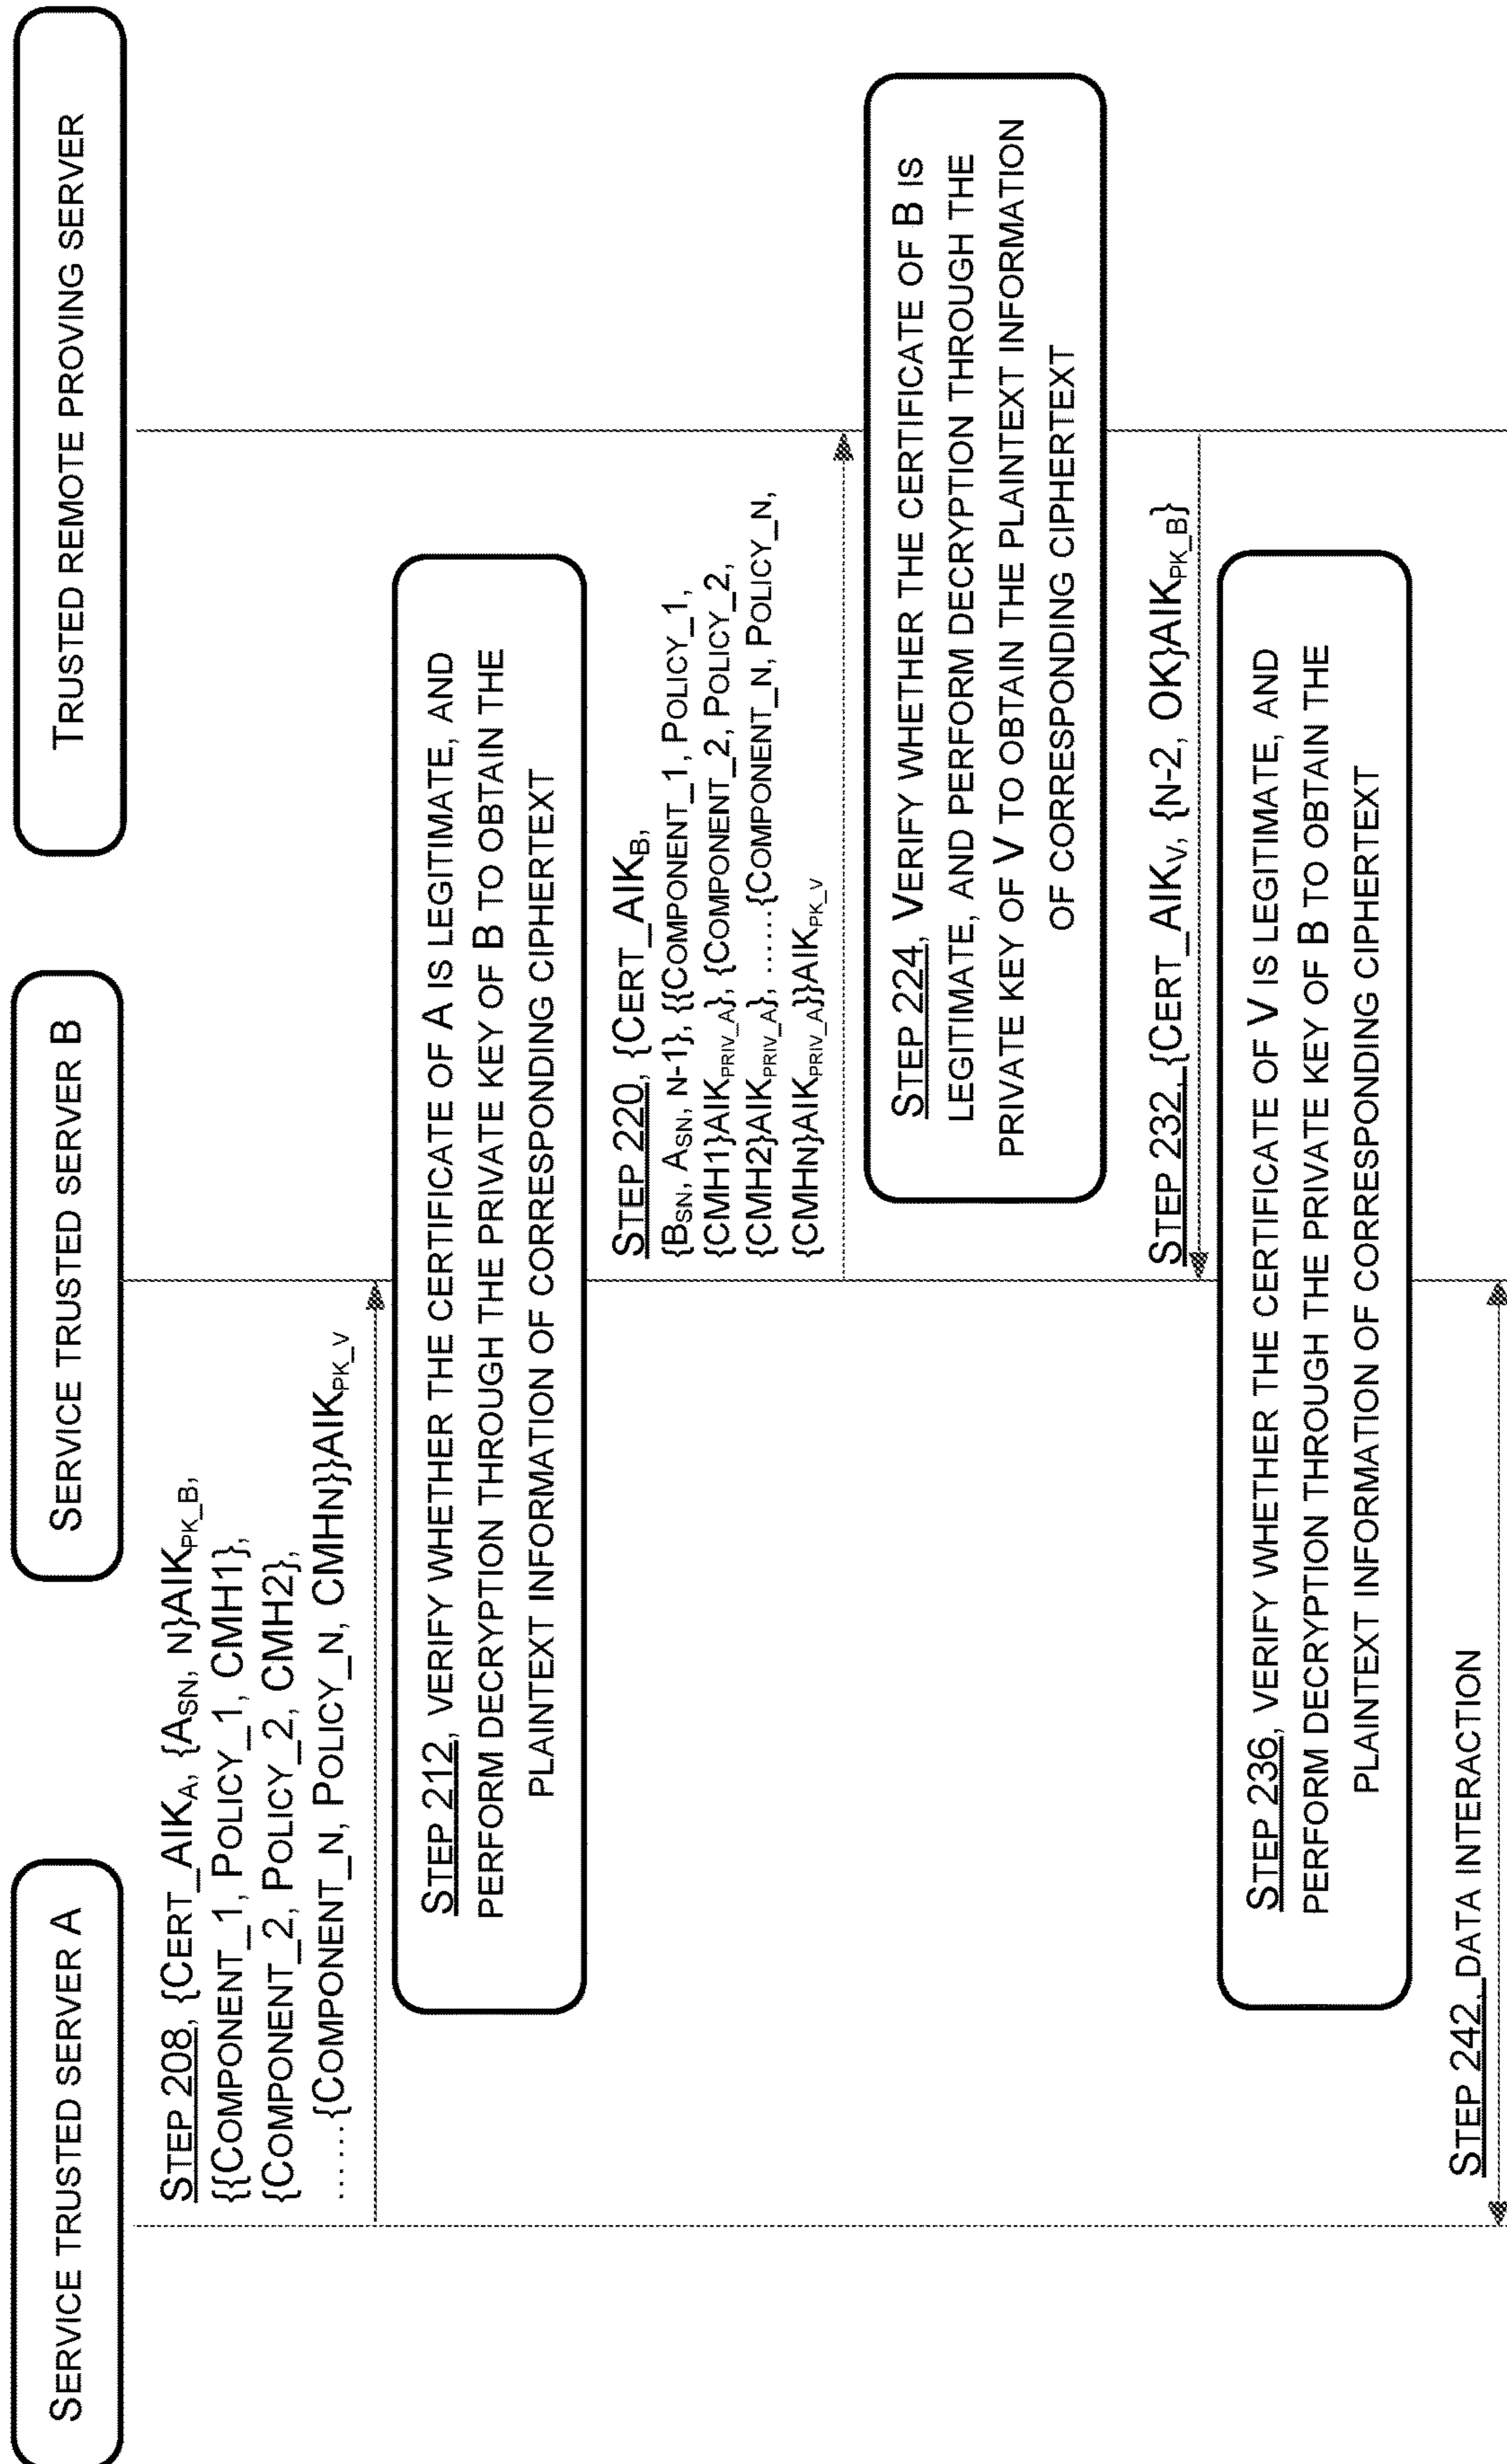 SERVICE TRUSTED SERVER A
SERVICE TRUSTED SERVER B
TRUSTED REMOTE PROVING SERVER
STEP 208, {CERT_AIKA, {ASN, N}AIKPK_B,
{{COMPONENT_1, POLICY_1, CMH1},
{COMPONENT_2, POLICY_2, CMH2},
......{COMPONENT_N, POLICY_N, CMHN}}AIKPK_V
STEP 212, VERIFY WHETHER THE CERTIFICATE OF A IS LEGITIMATE, AND
PERFORM DECRYPTION THROUGH THE PRIVATE KEY OF B TO OBTAIN THE
PLAINTEXT INFORMATION OF CORRESPONDING CIPHERTEXT
STEP 220, {CERT_AIKB,
{BSN, ASN, N-1}, {{COMPONENT_1, POLICY_1,
{CMH1}AIKPRIV_A}, {COMPONENT_2, POLICY_2,
{CMH2}AIKPRIV_A}, ......{COMPONENT_N, POLICY_N,
{CMHN}AIKPRIV_A}}AIKPK_V
STEP 224, VERIFY WHETHER THE CERTIFICATE OF B IS
LEGITIMATE, AND PERFORM DECRYPTION THROUGH THE
PRIVATE KEY OF V TO OBTAIN THE PLAINTEXT INFORMATION
OF CORRESPONDING CIPHERTEXT
STEP 232, {CERT_AIKV, {N-2, OK}AIKPK_B}
STEP 236, VERIFY WHETHER THE CERTIFICATE OF V IS LEGITIMATE, AND
PERFORM DECRYPTION THROUGH THE PRIVATE KEY OF B TO OBTAIN THE
PLAINTEXT INFORMATION OF CORRESPONDING CIPHERTEXT
STEP 242, DATA INTERACTION